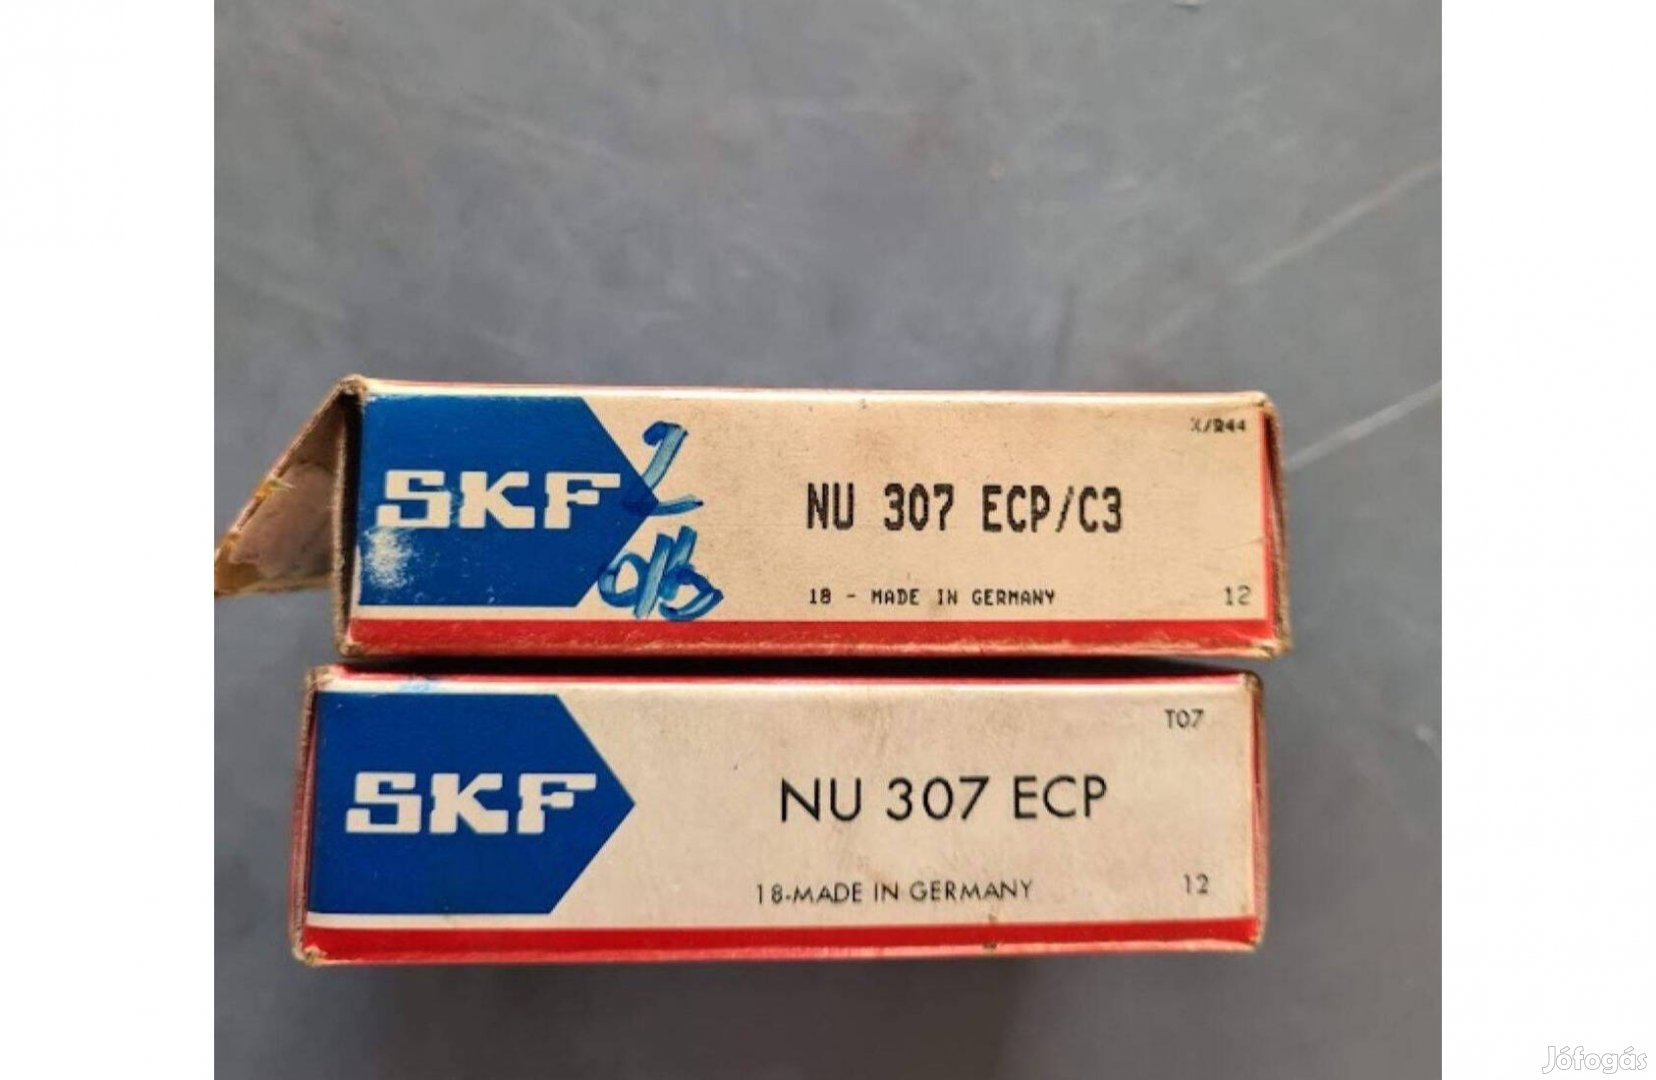 X/R44
SKF NU 307 ECP/C3
18 - MADE IN GERMANY 12
T07
SKF NU 307 ECP
18-MADE IN GERMANY 12
Jófogás